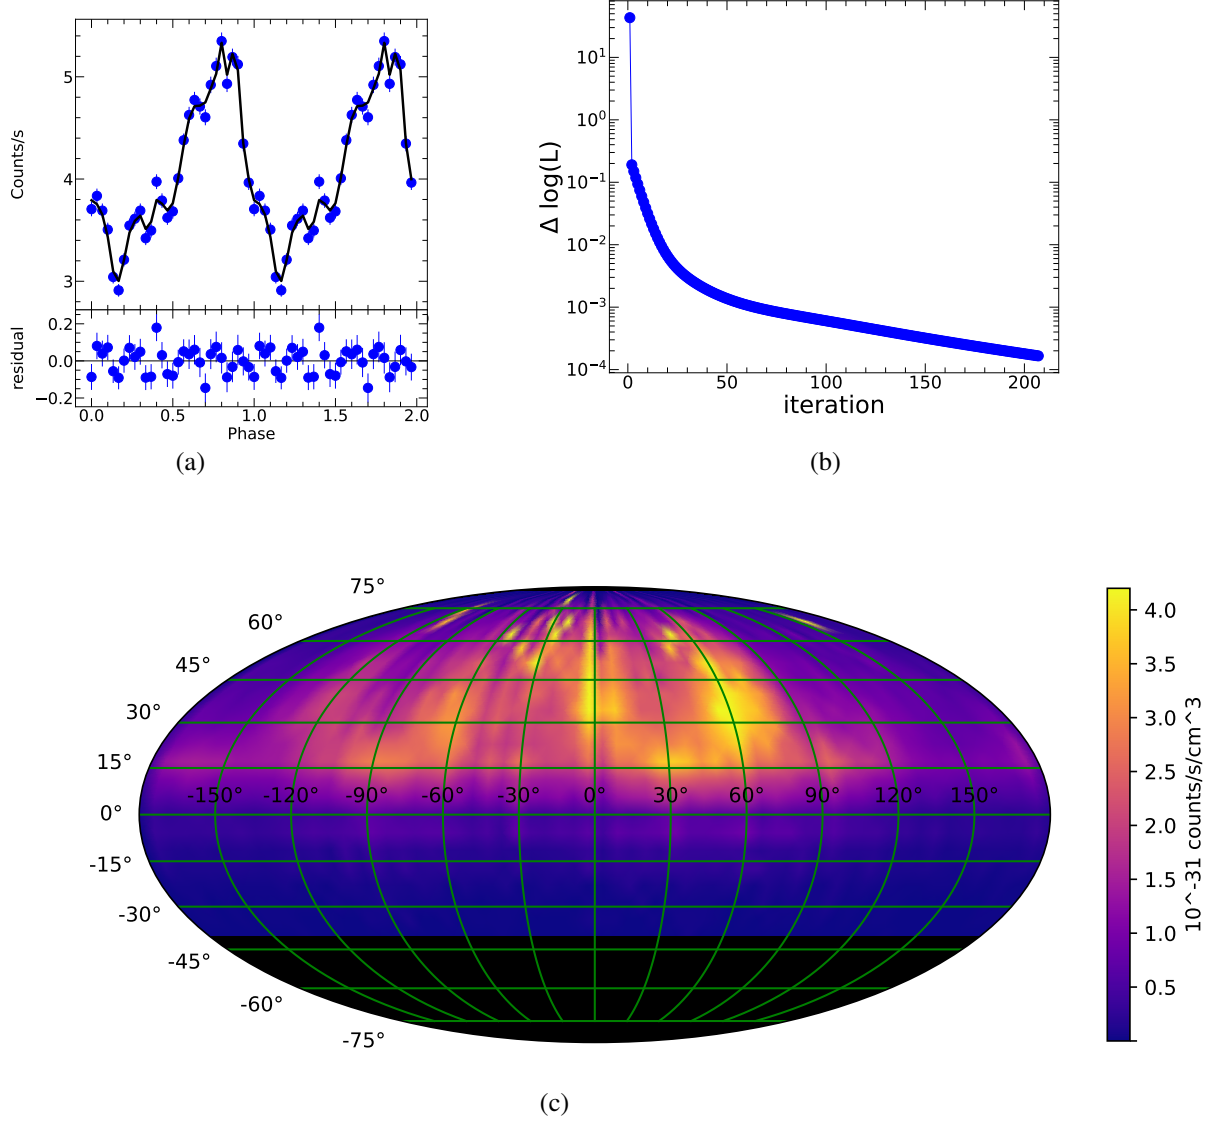 5
4
3
Counts/s
0.2
0.0
−0.2
residual
0.0 0.5 1.0 1.5 2.0
Phase
(a)
10^1
10^0
10^−1
10^−2
10^−3
10^−4
Δ log(L)
0 50 100 150 200
iteration
(b)
75°
60°
45°
30°
15°
0°
-15°
-30°
-45°
-60°
-75°
-150° -120° -90° -60° -30° 0° 30° 60° 90° 120° 150°
4.0
3.5
3.0
2.5
2.0
1.5
1.0
0.5
10^-31 counts/s/cm^3
(c)